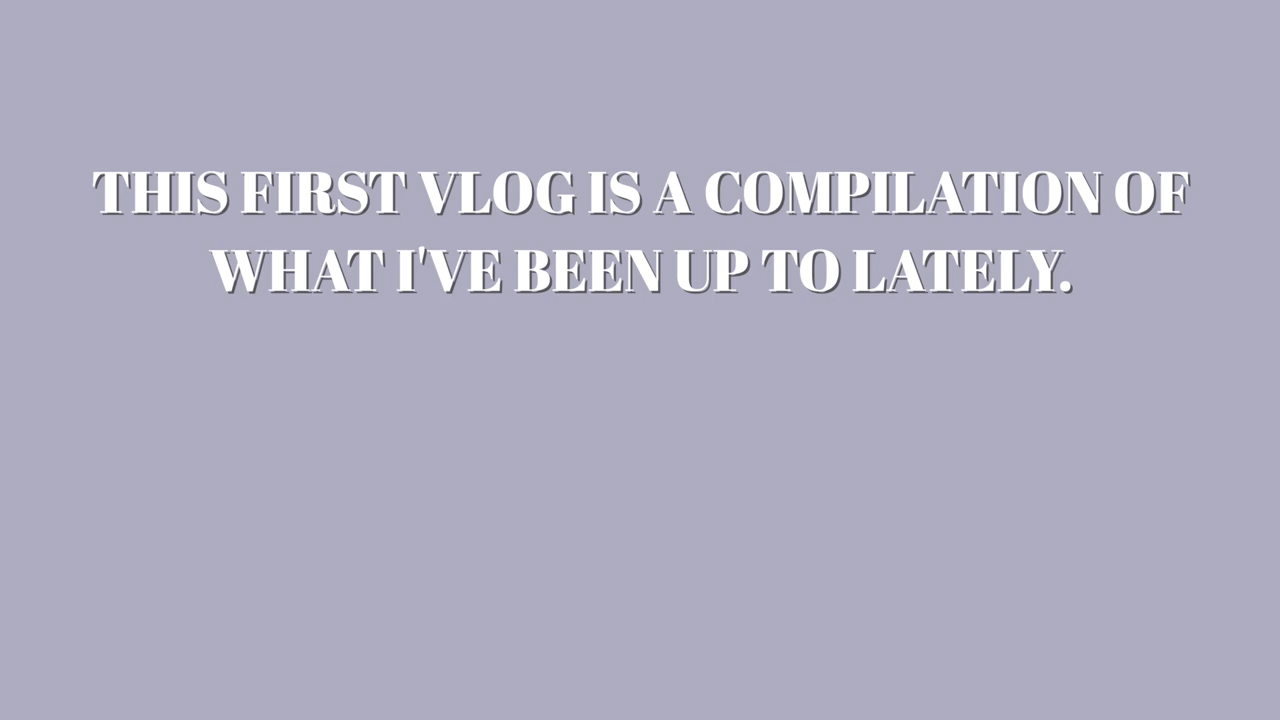 THIS FIRST VLOG IS A COMPILATION OF
WHAT I'VE BEEN UP TO LATELY.